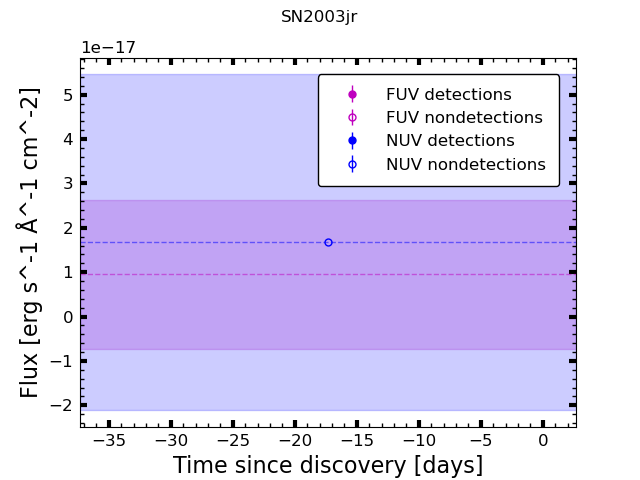 SN2003jr
1e−17
FUV detections
FUV nondetections
NUV detections
NUV nondetections
5
4
3
2
1
0
−1
−2
Flux [erg s^-1 Å^-1 cm^-2]
−35 −30 −25 −20 −15 −10 −5 0
Time since discovery [days]